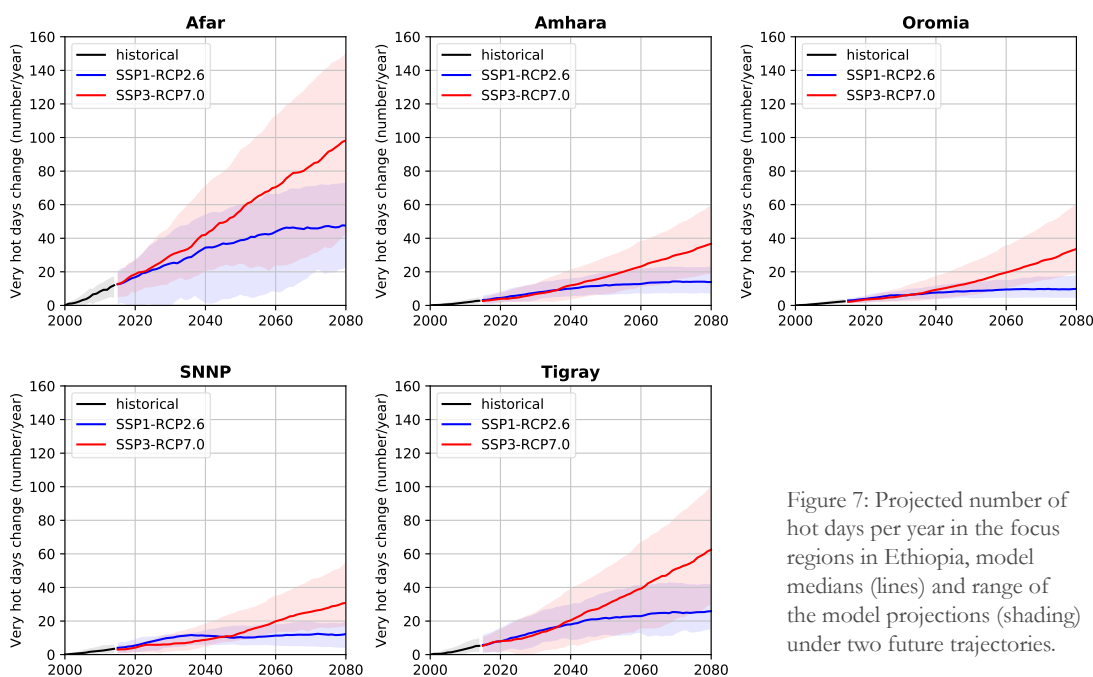 Afar
Very hot days change (number/year)
160
140
120
100
80
60
40
20
0
2000 2020 2040 2060 2080
historical
SSP1-RCP2.6
SSP3-RCP7.0
Amhara
Very hot days change (number/year)
160
140
120
100
80
60
40
20
0
2000 2020 2040 2060 2080
historical
SSP1-RCP2.6
SSP3-RCP7.0
Oromia
Very hot days change (number/year)
160
140
120
100
80
60
40
20
0
2000 2020 2040 2060 2080
historical
SSP1-RCP2.6
SSP3-RCP7.0
SNNP
Very hot days change (number/year)
160
140
120
100
80
60
40
20
0
2000 2020 2040 2060 2080
historical
SSP1-RCP2.6
SSP3-RCP7.0
Tigray
Very hot days change (number/year)
160
140
120
100
80
60
40
20
0
2000 2020 2040 2060 2080
historical
SSP1-RCP2.6
SSP3-RCP7.0
Figure 7: Projected number of
hot days per year in the focus
regions in Ethiopia, model
medians (lines) and range of
the model projections (shading)
under two future trajectories.